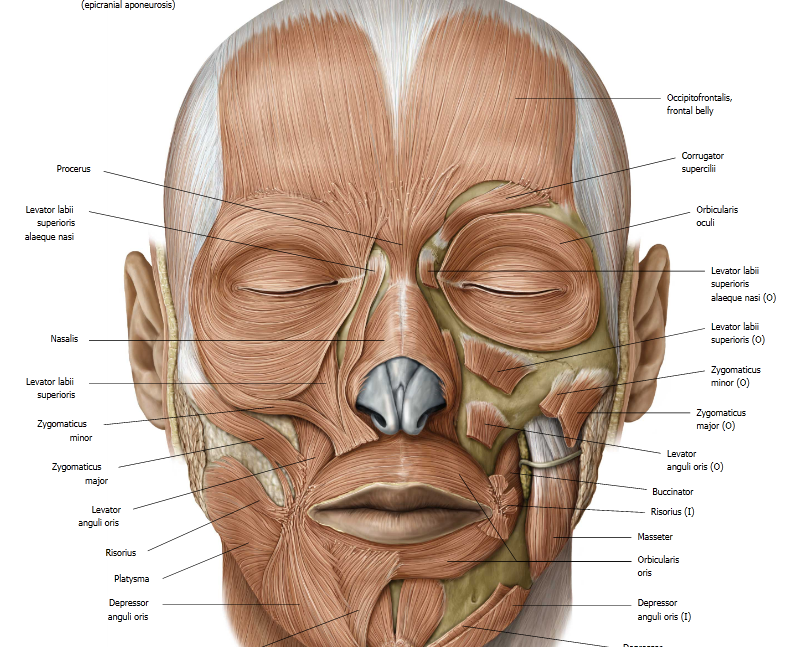 (epicranial aponeurosis)
Occipitofrontalis,
frontal belly
Corrugator
supercilii
Procerus
Levator labii
superioris
alaeque nasi
Orbicularis
oculi
Levator labii
superioris
alaeque nasi (O)
Levator labii
superioris (O)
Nasalis
Zygomaticus
minor (O)
Levator labii
superioris
Zygomaticus
major (O)
Zygomaticus
minor
Levator
anguli oris (O)
Zygomaticus
major
Buccinator
Levator
anguli oris
Risorius (I)
Masseter
Risorius
Orbicularis
oris
Platysma
Depressor
anguli oris
Depressor
anguli oris (I)